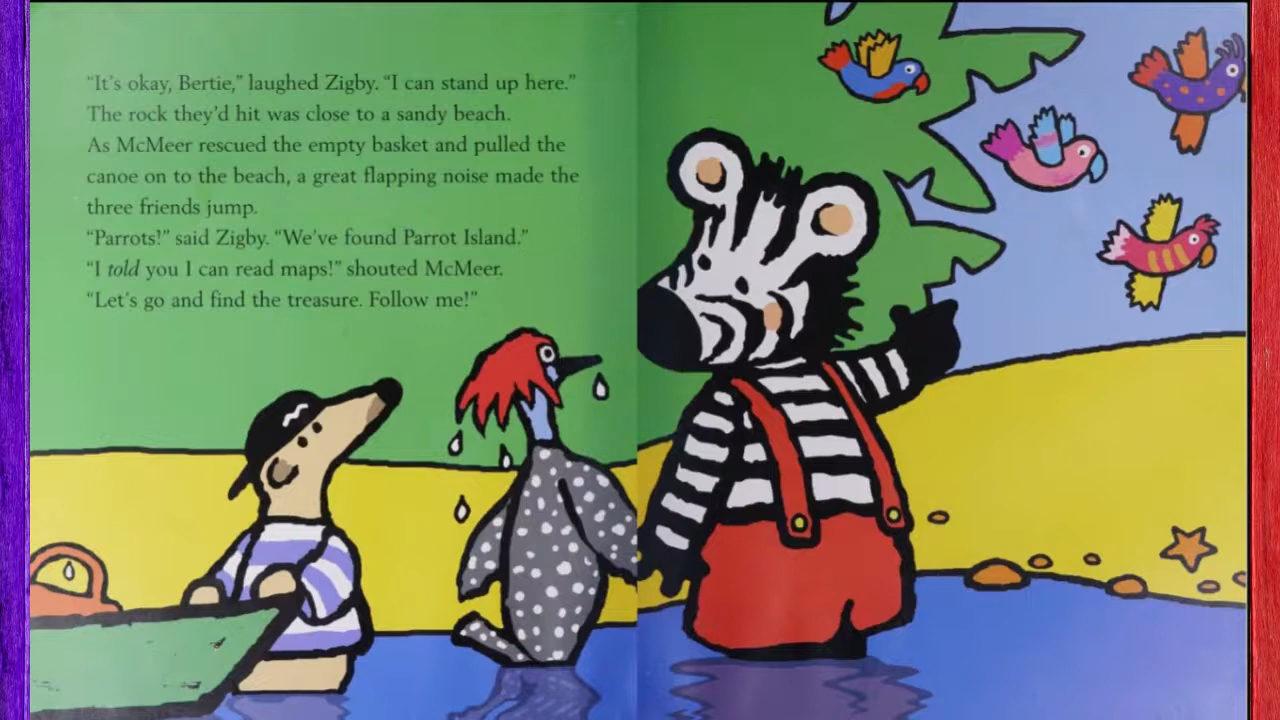 “It’s okay, Bertie,” laughed Zigby. “I can stand up here.”
The rock they’d hit was close to a sandy beach.
As McMeer rescued the empty basket and pulled the
canoe on to the beach, a great flapping noise made the
three friends jump.
“Parrots!” said Zigby. “We’ve found Parrot Island.”
“I told you I can read maps!” shouted McMeer.
“Let’s go and find the treasure. Follow me!”